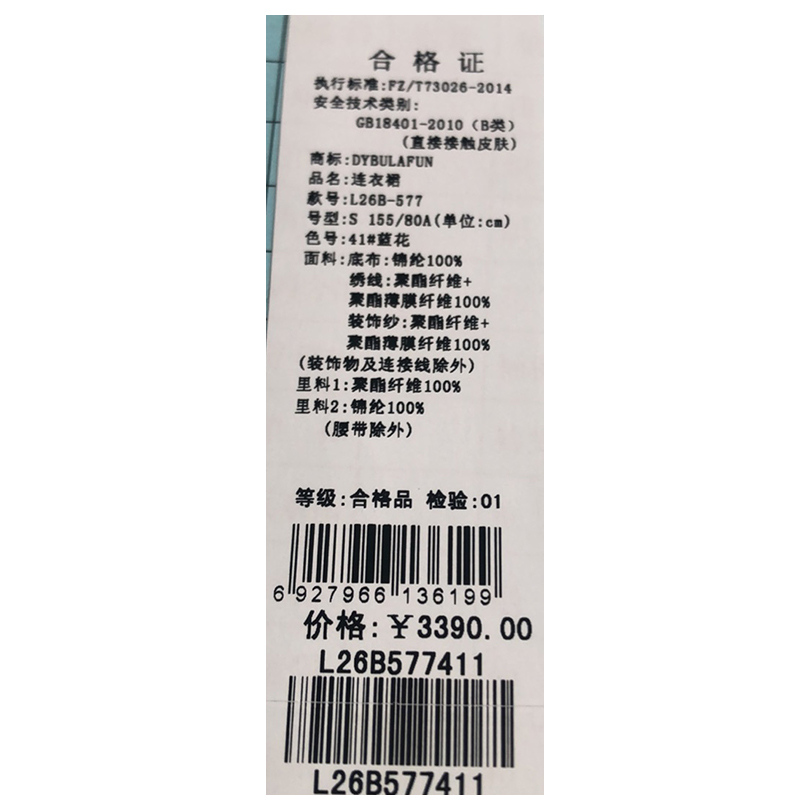 合格证
执行标准:FZ/T73026-2014
安全技术类别:
GB18401-2010（B类）
(直接接触皮肤)
商标:DYBULAFUN
品名:连衣裙
款号:L26B-577
号型:S 155/80A(单位:cm)
色号:41#蓝花
面料:底布:锦纶100%
绣线:聚酯纤维+
聚酯薄膜纤维100%
装饰纱:聚酯纤维+
聚酯薄膜纤维100%
(装饰物及连接线除外)
里料1:聚酯纤维100%
里料2:锦纶100%
(腰带除外)
等级:合格品 检验:01
6 927966 136199
价格:￥3390.00
L26B577411
L26B577411